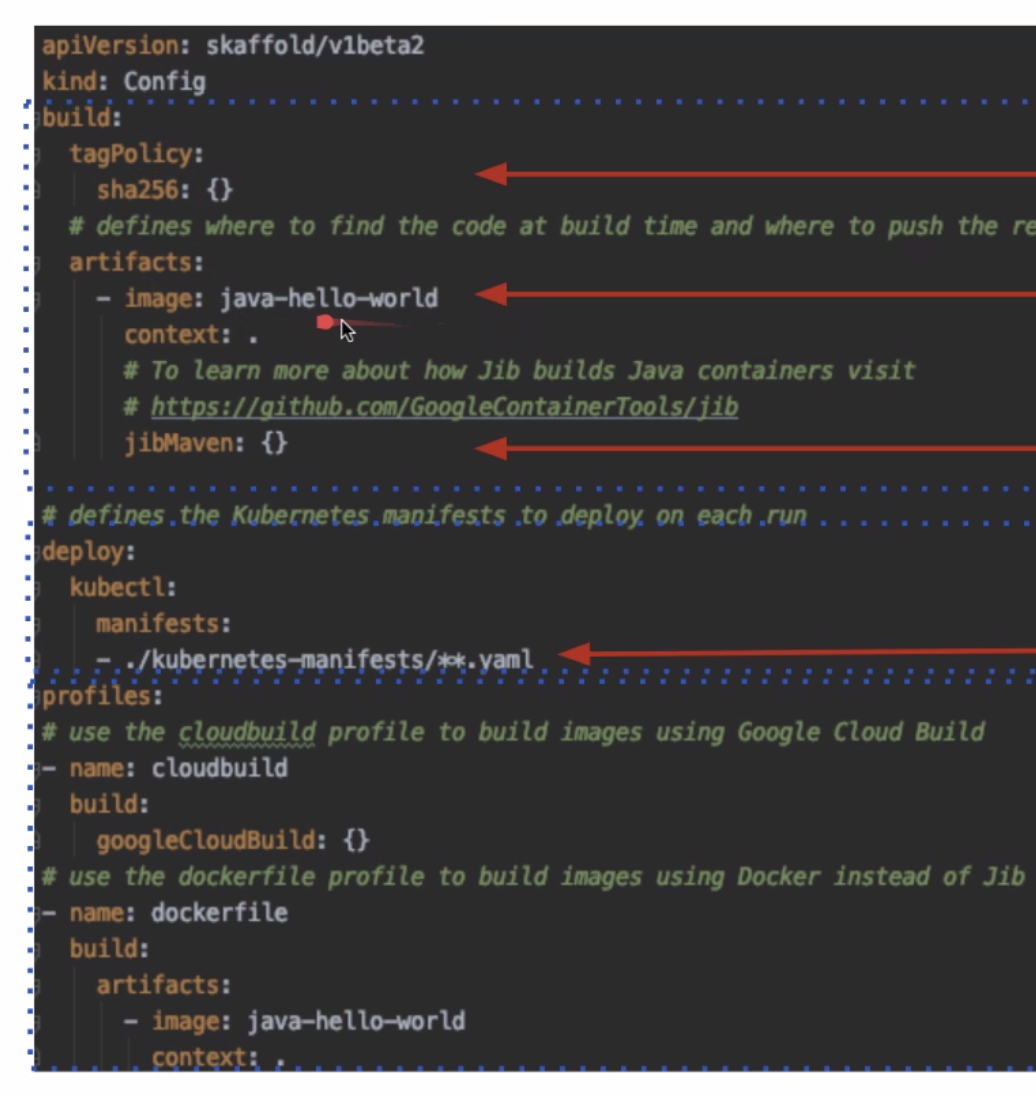 apiVersion: skaffold/v1beta2
kind: Config
build:
  tagPolicy:
    sha256: {}
  # defines where to find the code at build time and where to push the
  artifacts:
    - image: java-hello-world
      context: .
      # To learn more about how Jib builds Java containers visit
      # https://github.com/GoogleContainerTools/jib
      jibMaven: {}
# defines the Kubernetes manifests to deploy on each run
deploy:
  kubectl:
    manifests:
    - ./kubernetes-manifests/**.yaml
profiles:
# use the cloudbuild profile to build images using Google Cloud Build
- name: cloudbuild
  build:
    googleCloudBuild: {}
# use the dockerfile profile to build images using Docker instead of Jib
- name: dockerfile
  build:
    artifacts:
      - image: java-hello-world
        context: .